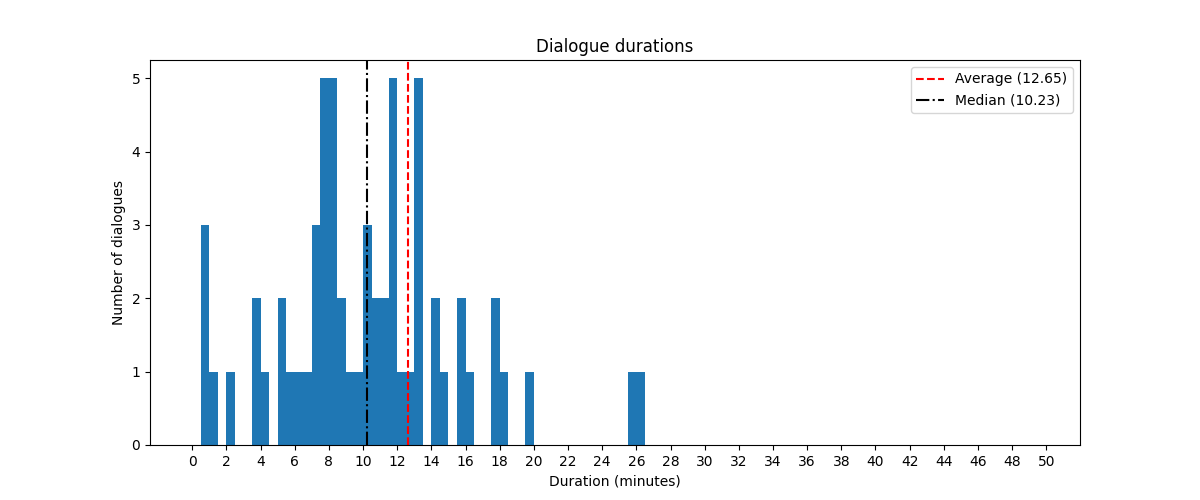 Dialogue durations
Average (12.65)
Median (10.23)
Number of dialogues
5
4
3
2
1
0
0 2 4 6 8 10 12 14 16 18 20 22 24 26 28 30 32 34 36 38 40 42 44 46 48 50
Duration (minutes)